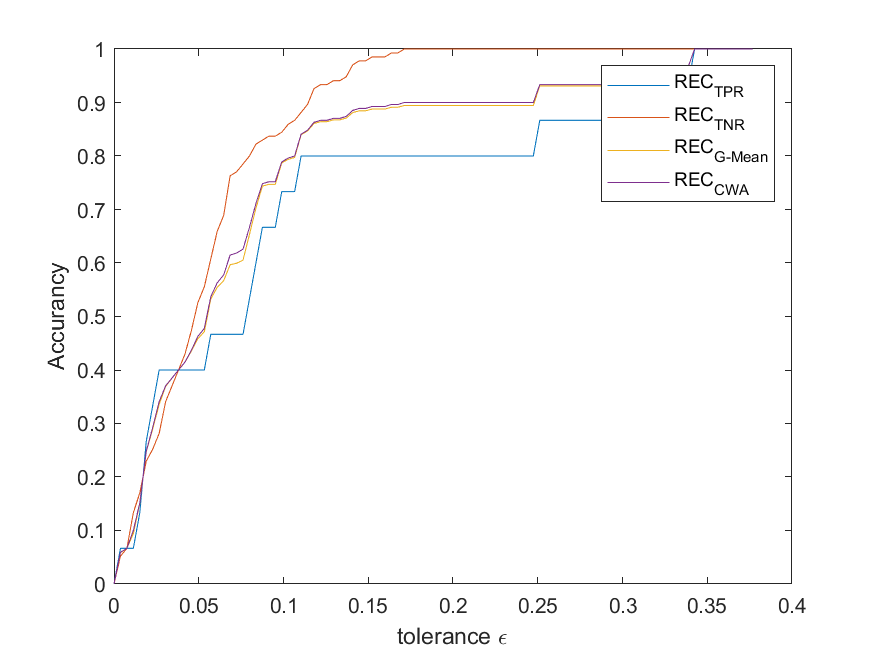 1
0.9
0.8
0.7
0.6
0.5
0.4
0.3
0.2
0.1
0
Accurancy
REC_TPR
REC_TNR
REC_G-Mean
REC_CWA
0 0.05 0.1 0.15 0.2 0.25 0.3 0.35 0.4
tolerance ϵ